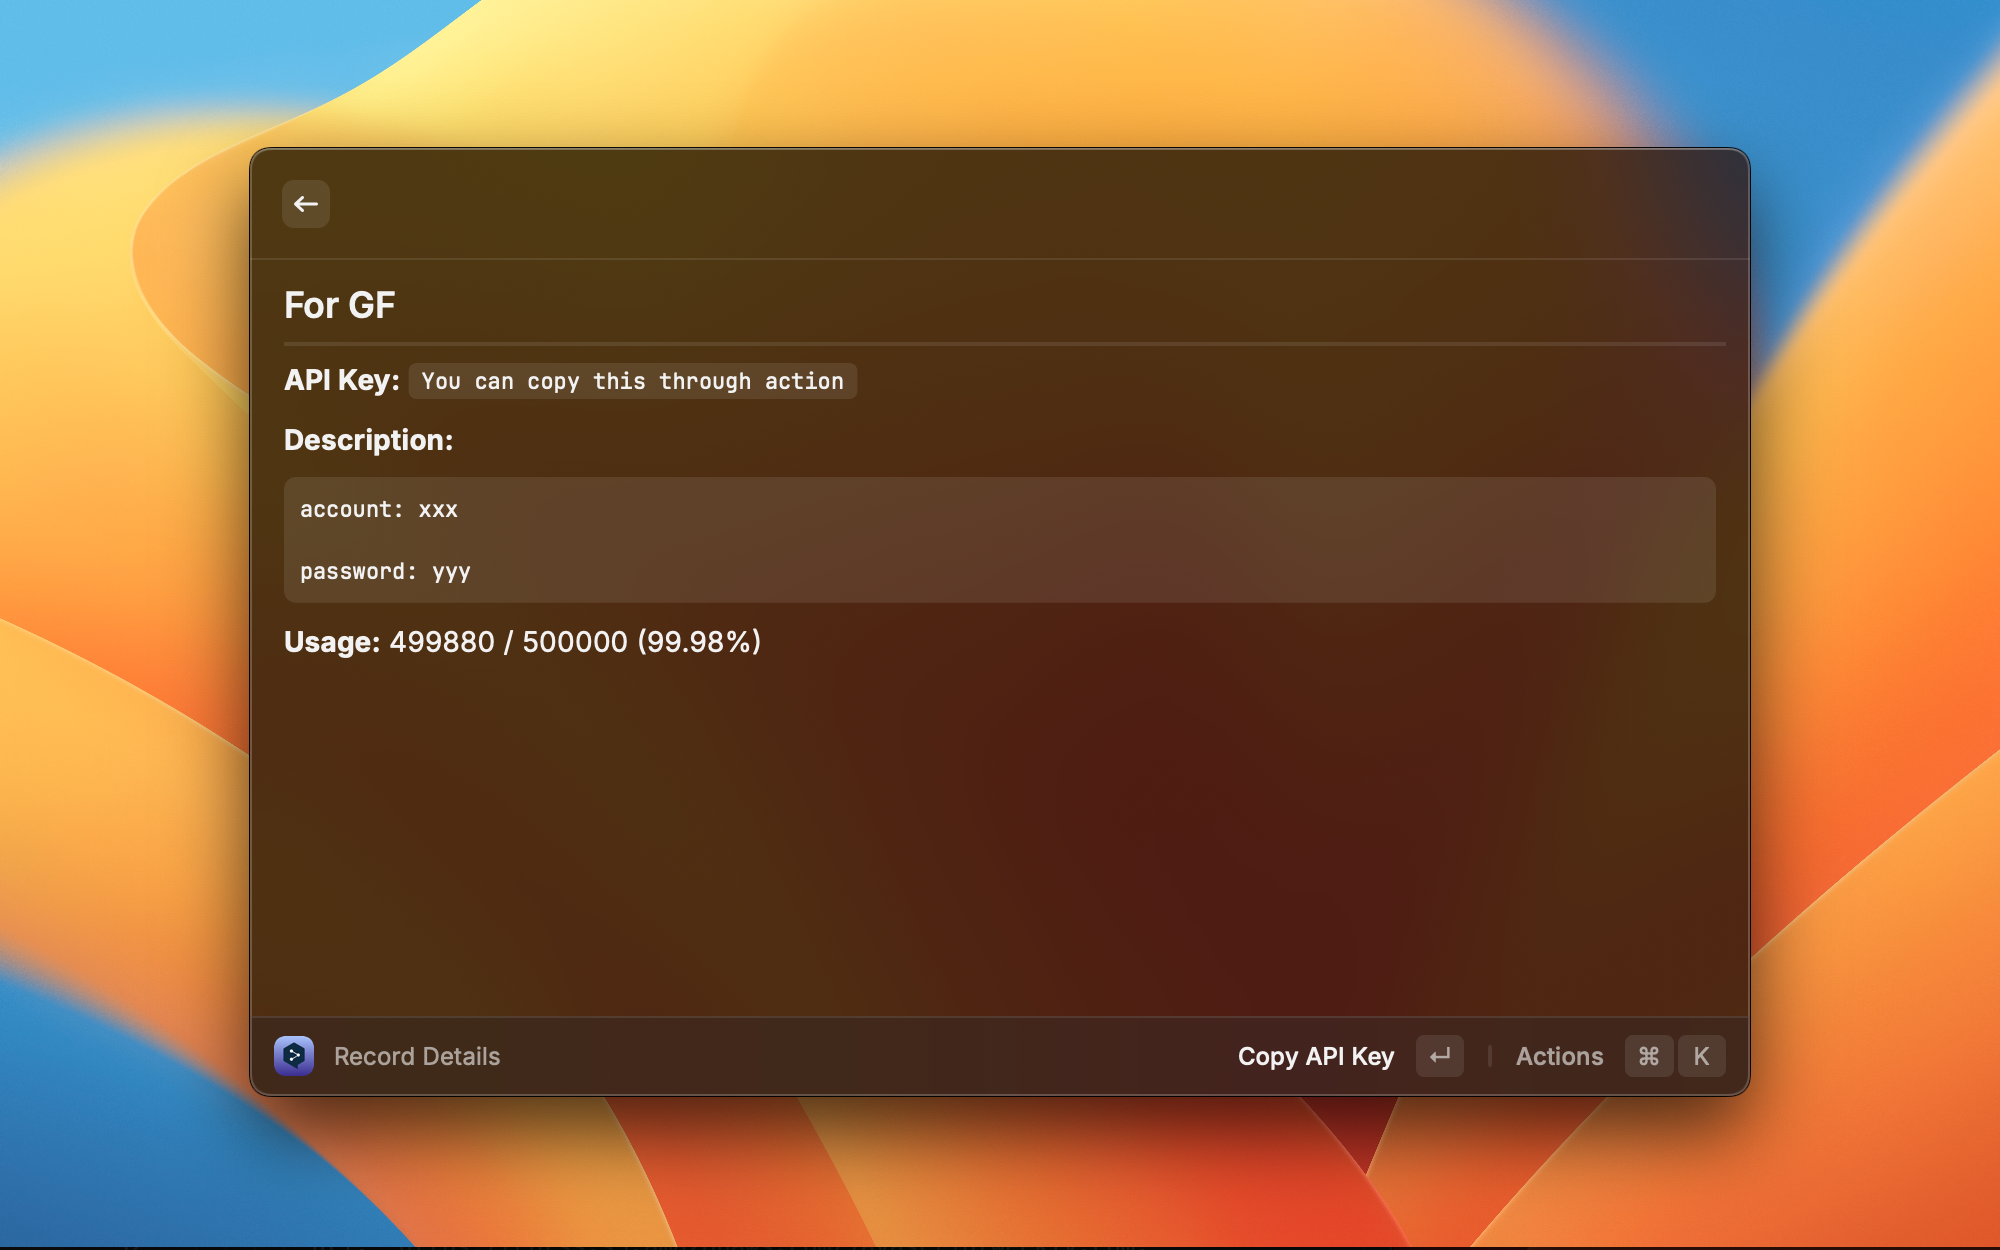 For GF
API Key: You can copy this through action
Description:
account: xxx
password: yyy
Usage: 499880 / 500000 (99.98%)
Record Details
Copy API Key ↵ | Actions ⌘ K